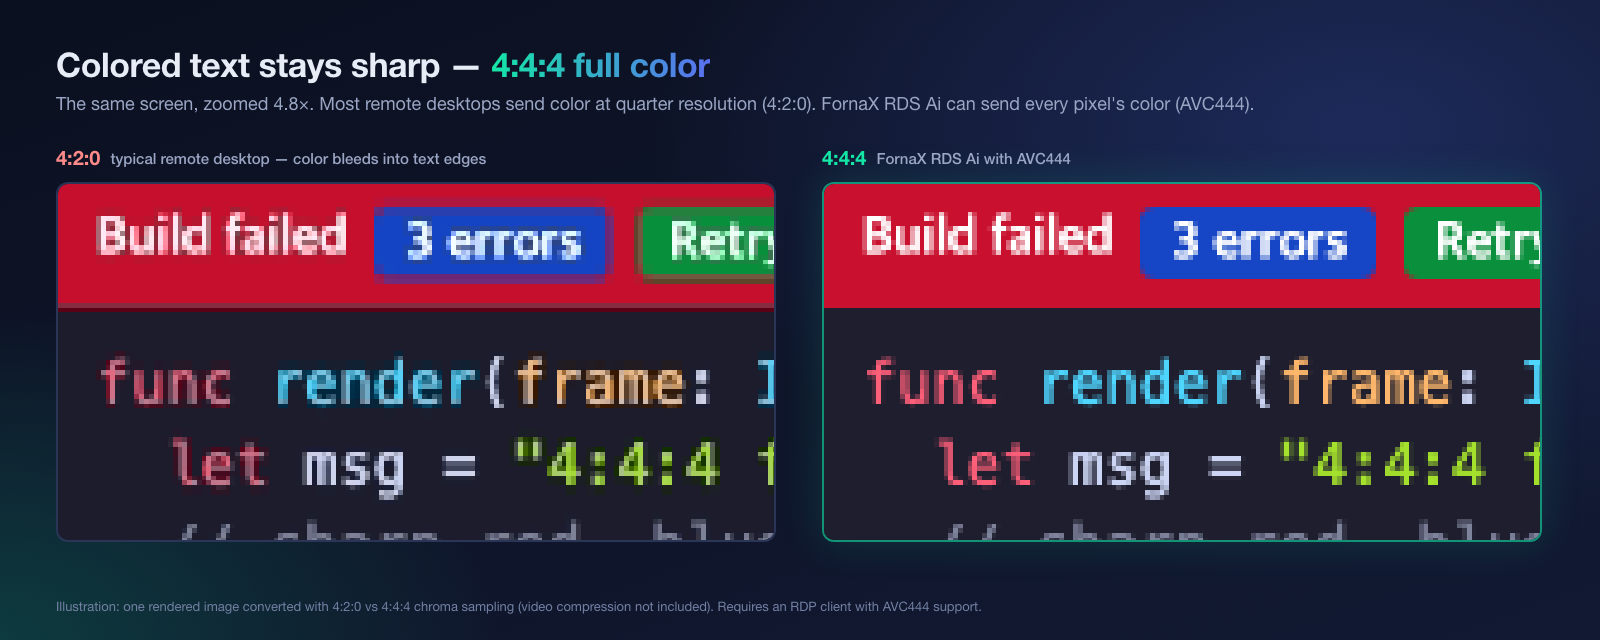 Colored text stays sharp — 4:4:4 full color
The same screen, zoomed 4.8×. Most remote desktops send color at quarter resolution (4:2:0). FornaX RDS Ai can send every pixel's color (AVC444).
4:2:0 typical remote desktop — color bleeds into text edges
Build failed 3 errors Retry
func render(frame: I
let msg = "4:4:4 f
4:4:4 FornaX RDS Ai with AVC444
Build failed 3 errors Retry
func render(frame: I
let msg = "4:4:4 f
Illustration: one rendered image converted with 4:2:0 vs 4:4:4 chroma sampling (video compression not included). Requires an RDP client with AVC444 support.